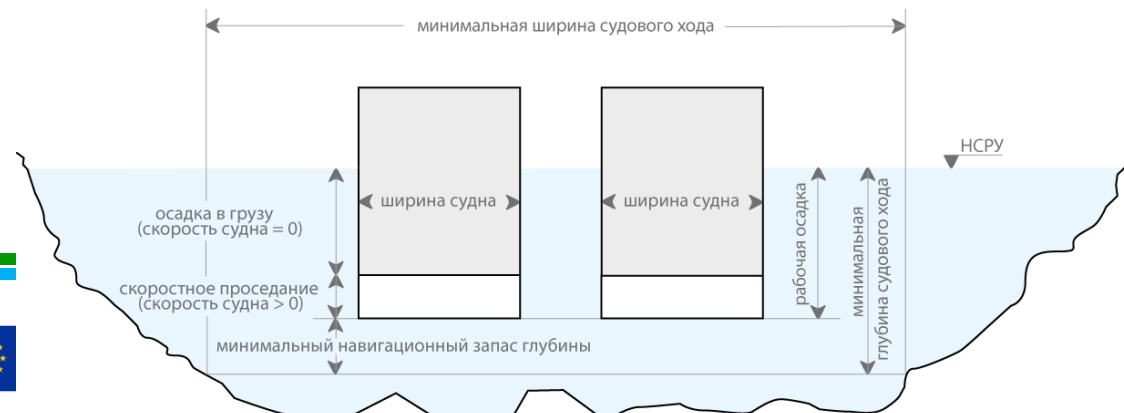 минимальная ширина судового хода
НСРУ
осадка в грузу
(скорость судна = 0)
ширина судна
ширина судна
рабочая осадка
минимальная
глубина судового хода
скоростное проседание
(скорость судна > 0)
минимальный навигационный запас глубины